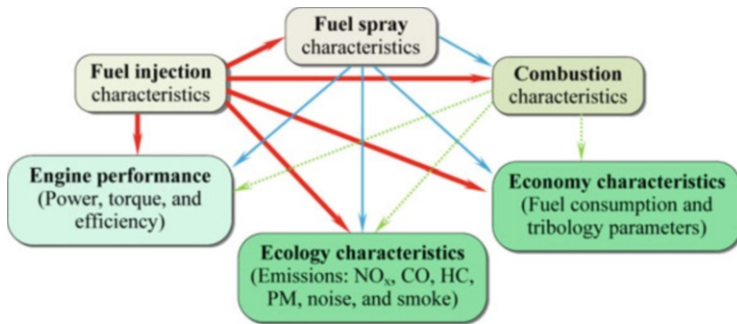 Fuel spray
characteristics
Fuel injection
characteristics
Combustion
characteristics
Engine performance
(Power, torque, and
efficiency)
Economy characteristics
(Fuel consumption and
tribology parameters)
Ecology characteristics
(Emissions: NOₓ, CO, HC,
PM, noise, and smoke)